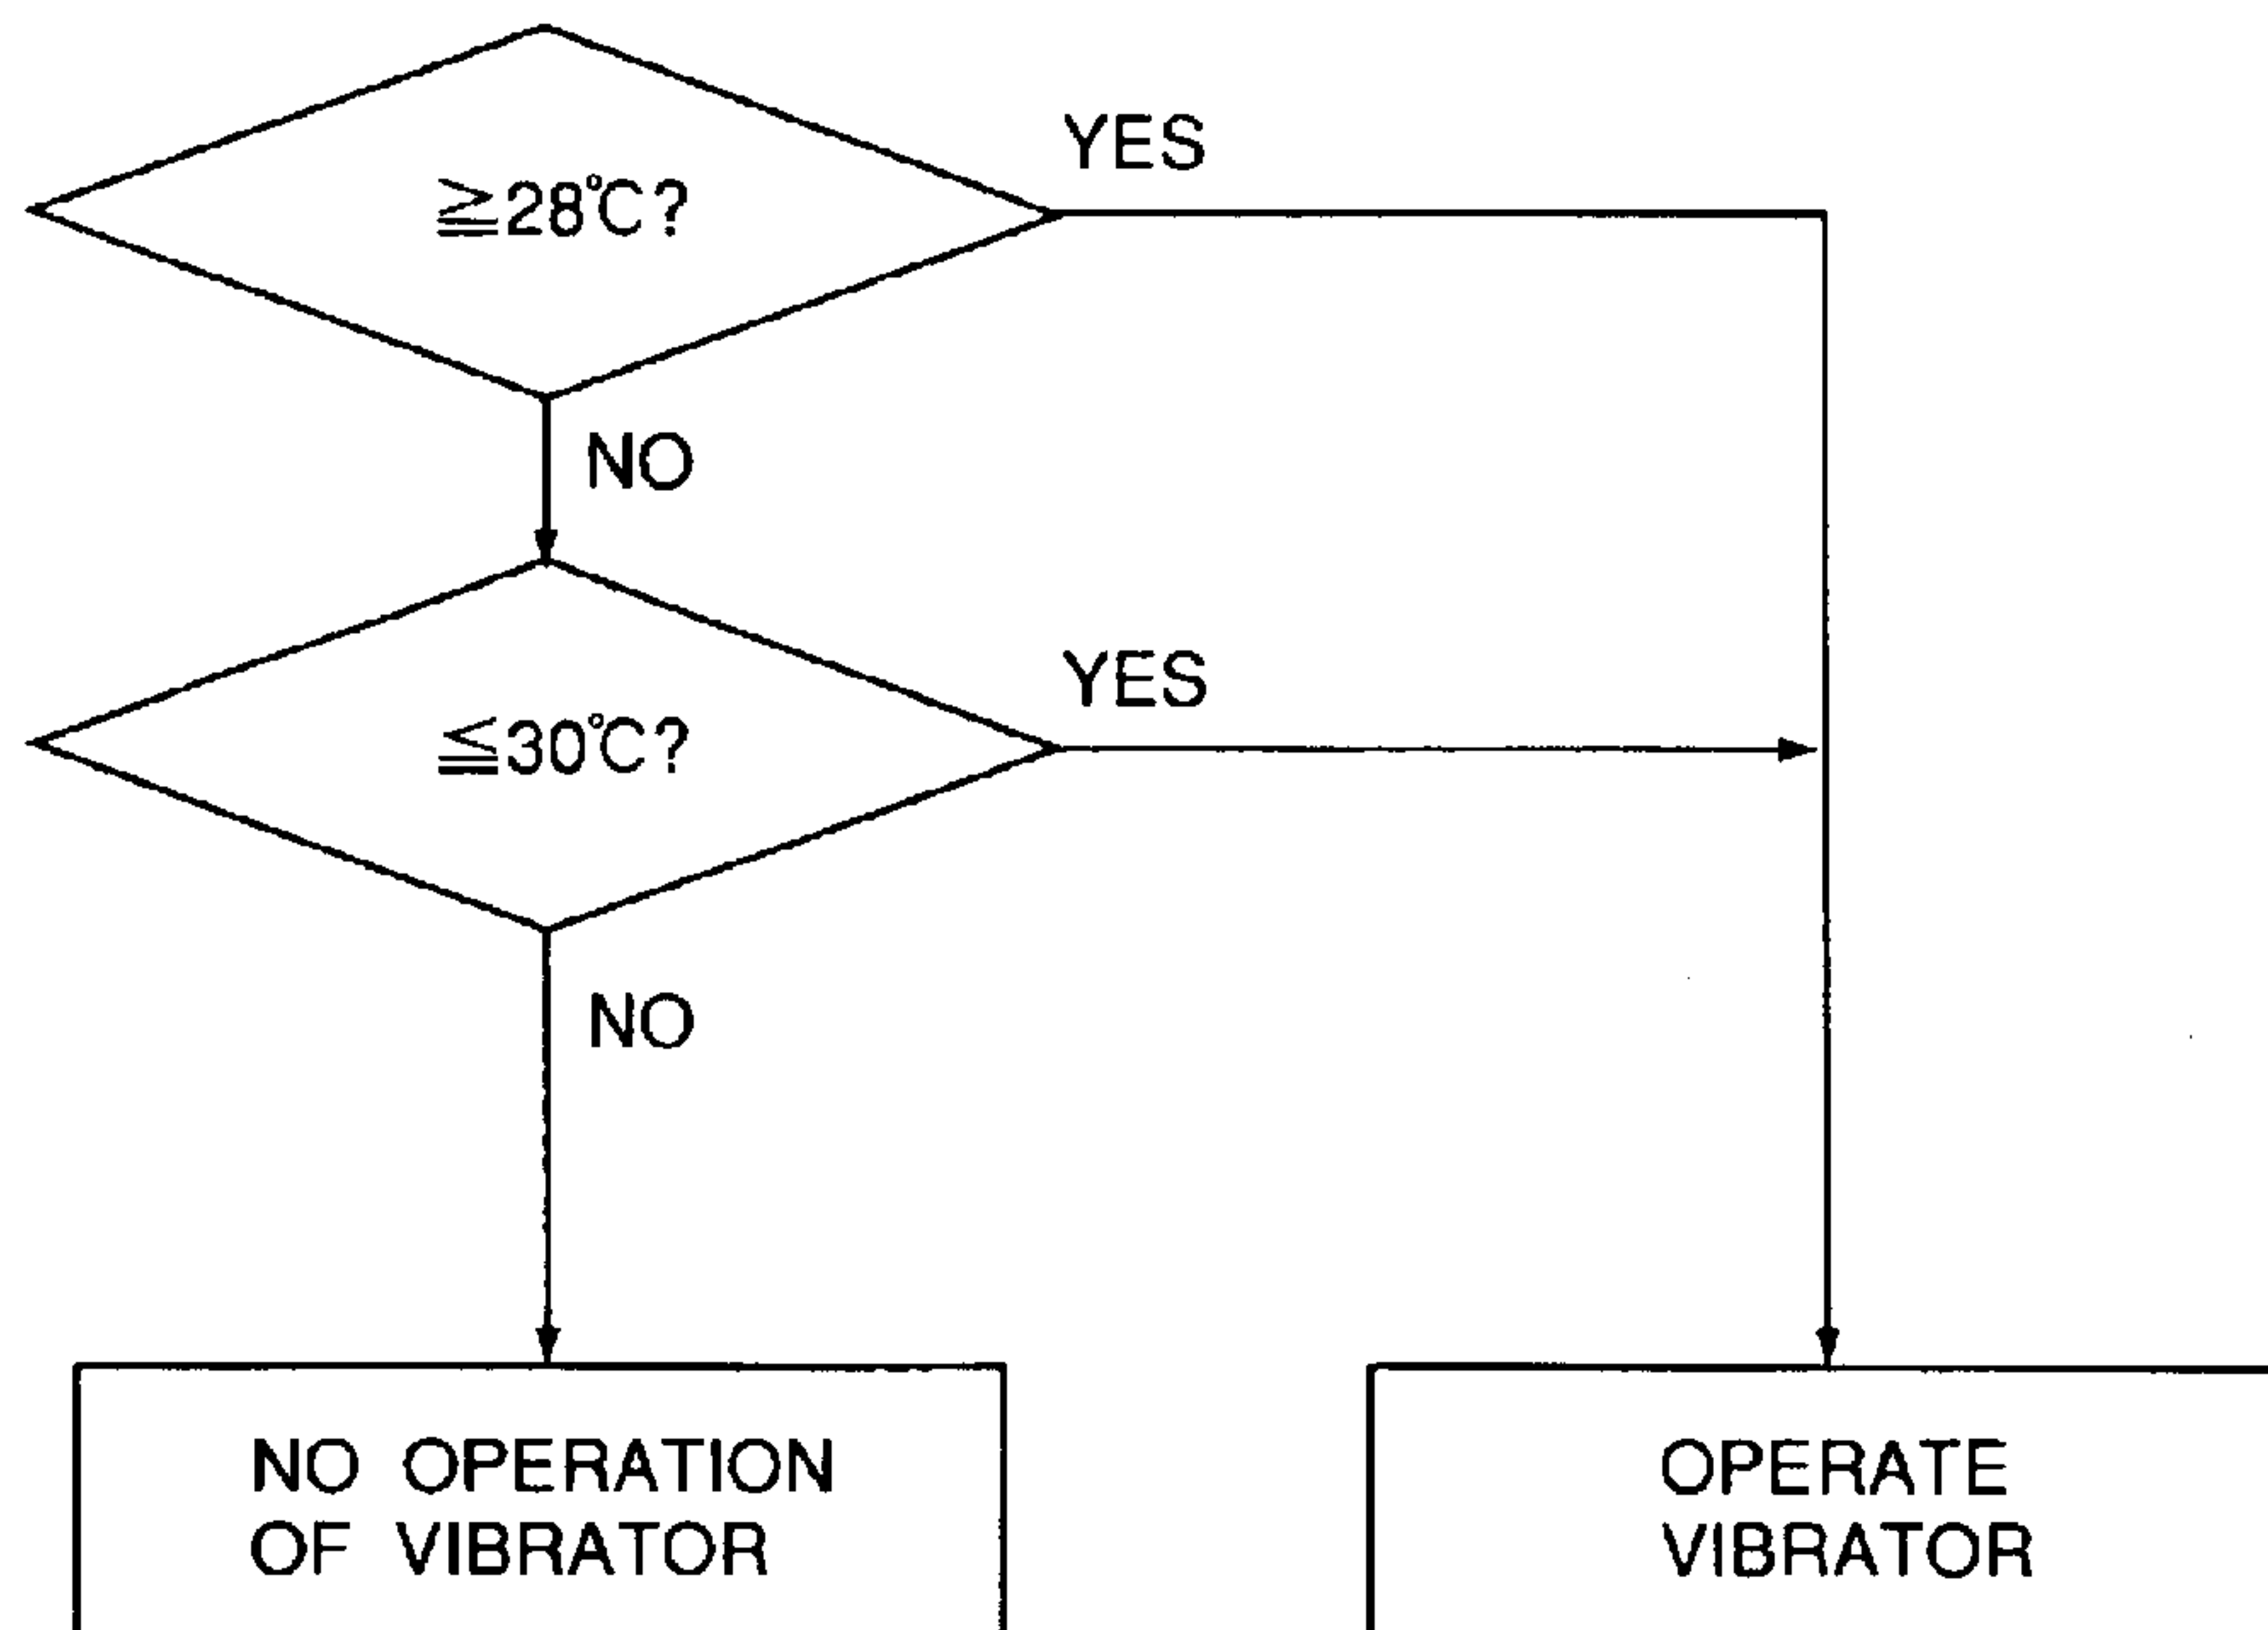 YES
≧28℃?
NO
YES
≦30℃?
NO
NO OPERATION
OF VIBRATOR
OPERATE
VIBRATOR